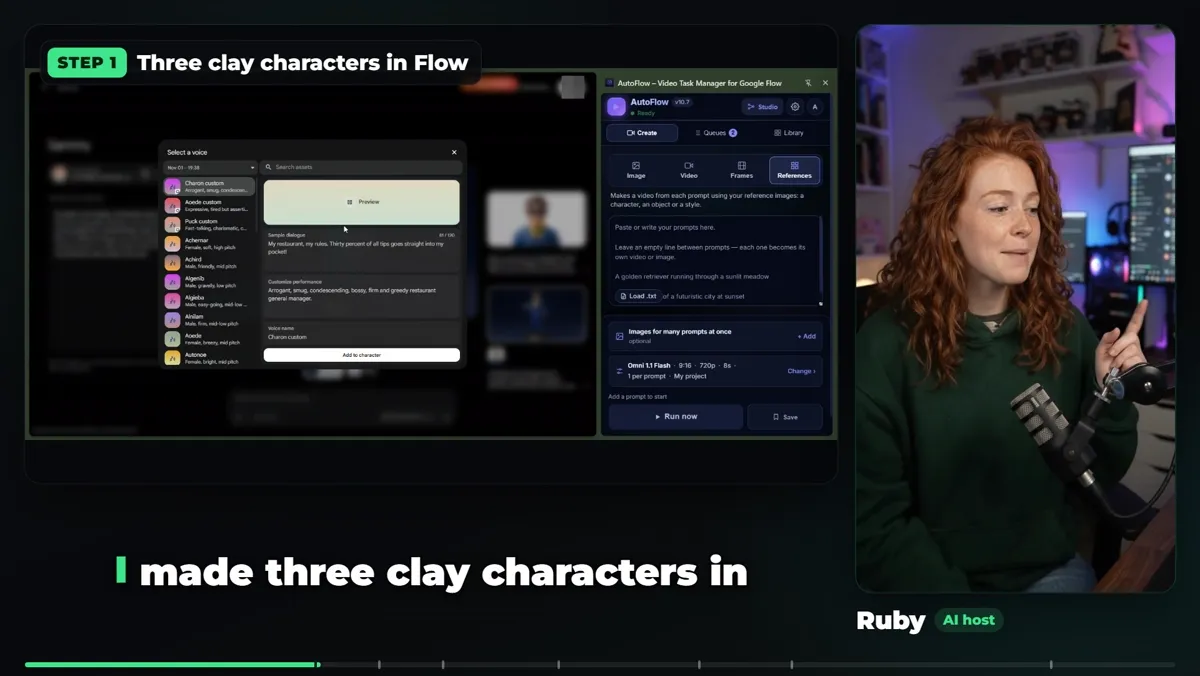 STEP 1 Three clay characters in Flow
Select a voice
Nov 01 - 19:28
Search assets
Charon custom
Arrogant, smug, condescen...
Aoede custom
Expressive, tired but asserti...
Puck custom
Fast-talking, charismatic, c...
Achernar
Female, soft, high pitch
Achird
Male, friendly, mid pitch
Algenib
Male, gravelly, low pitch
Algieba
Male, easy-going, mid-low ...
Alnilam
Male, firm, mid-low pitch
Aoede
Female, breezy, mid pitch
Autonoe
Female, bright, mid pitch
Preview
Sample dialogue
My restaurant, my rules. Thirty percent of all tips goes straight into my
pocket!
Customize performance
Arrogant, smug, condescending, bossy, firm and greedy restaurant
general manager.
Voice name
Charon custom
Add to character
AutoFlow – Video Task Manager for Google Flow
AutoFlow v10.7
Ready
Studio
A
Create
Queues 2
Library
Image
Video
Frames
References
Makes a video from each prompt using your reference images: a
character, an object or a style.
Paste or write your prompts here.
Leave an empty line between prompts — each one becomes its
own video or image.
A golden retriever running through a sunlit meadow
Load .txt
of a futuristic city at sunset
Images for many prompts at once
optional
+ Add
Omni 1.1 Flash · 9:16 · 720p · 8s ·
1 per prompt · My project
Change ›
Add a prompt to start
Run now
Save
I made three clay characters in
Ruby AI host